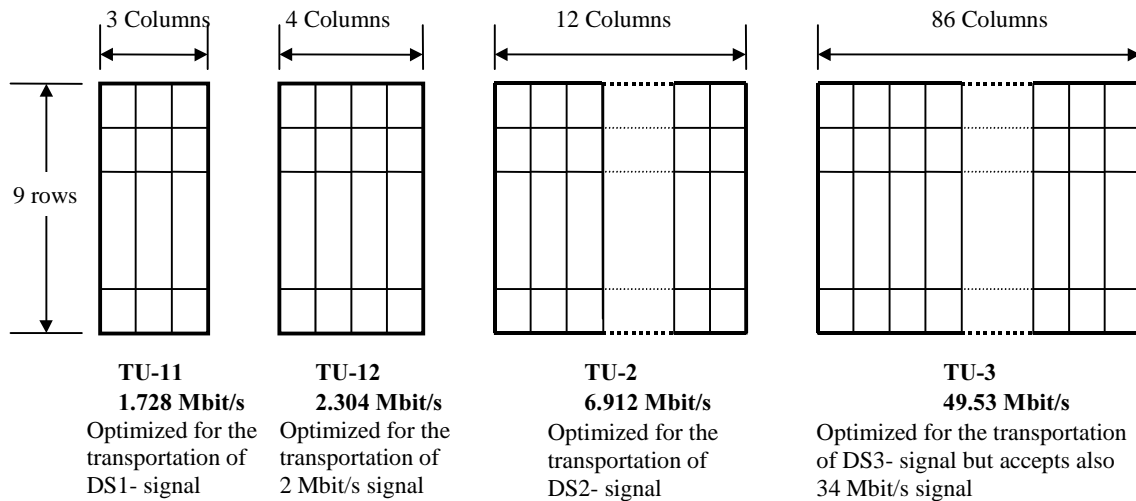 3 Columns
4 Columns
12 Columns
86 Columns
9 rows
TU-11
1.728 Mbit/s
Optimized for the
transportation of
DS1- signal
TU-12
2.304 Mbit/s
Optimized for the
transportation of
2 Mbit/s signal
TU-2
6.912 Mbit/s
Optimized for the
transportation of
DS2- signal
TU-3
49.53 Mbit/s
Optimized for the transportation
of DS3- signal but accepts also
34 Mbit/s signal